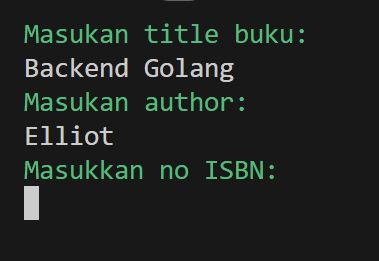 Masukan title buku:
Backend Golang
Masukan author:
Elliot
Masukkan no ISBN: